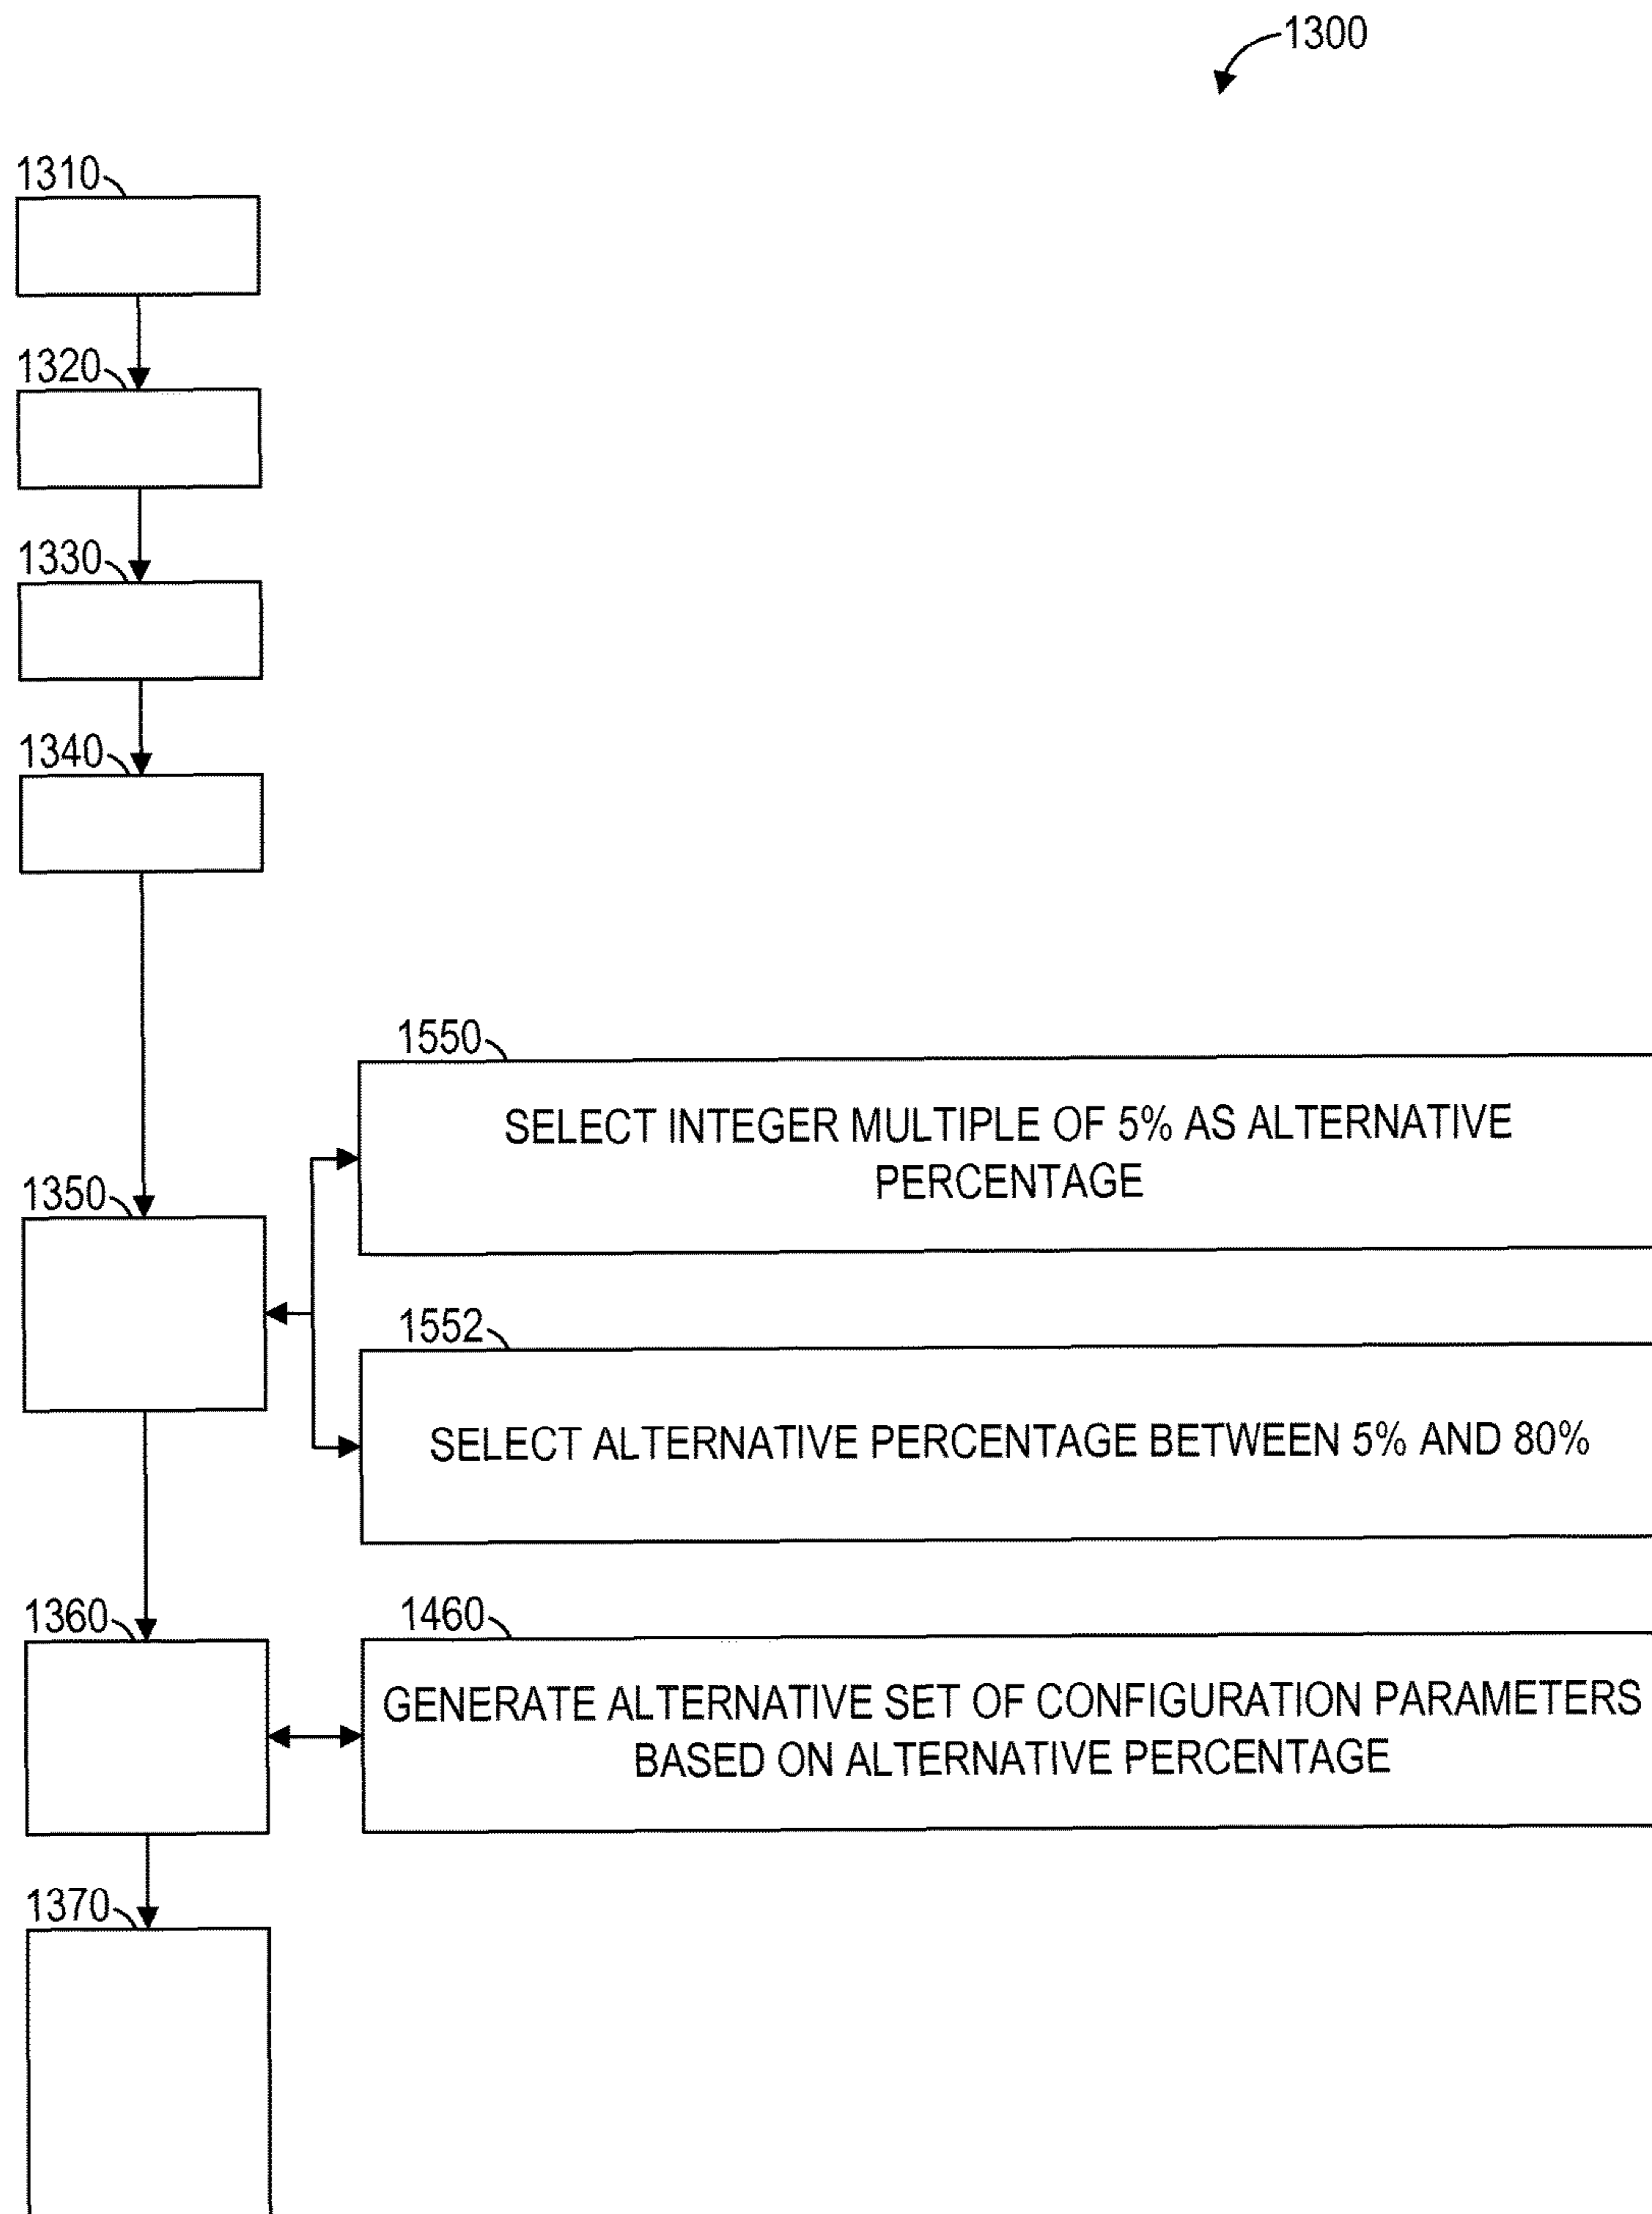 1300
1310
1320
1330
1340
1550
SELECT INTEGER MULTIPLE OF 5% AS ALTERNATIVE
PERCENTAGE
1350
1552
SELECT ALTERNATIVE PERCENTAGE BETWEEN 5% AND 80%
1360
1460
GENERATE ALTERNATIVE SET OF CONFIGURATION PARAMETERS
BASED ON ALTERNATIVE PERCENTAGE
1370